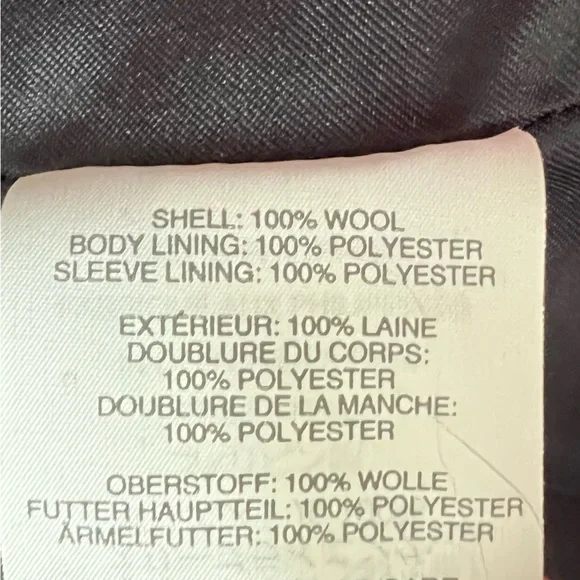 SHELL: 100% WOOL
BODY LINING: 100% POLYESTER
SLEEVE LINING: 100% POLYESTER
EXTÉRIEUR: 100% LAINE
DOUBLURE DU CORPS:
100% POLYESTER
DOUBLURE DE LA MANCHE:
100% POLYESTER
OBERSTOFF: 100% WOLLE
FUTTER HAUPTTEIL: 100% POLYESTER
ÄRMELFUTTER: 100% POLYESTER